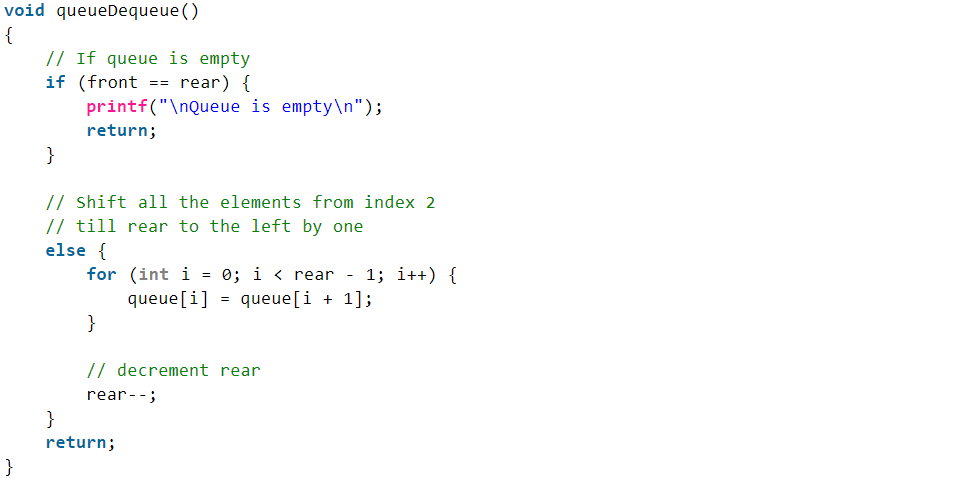 void queueDequeue()
{
    // If queue is empty
    if (front == rear) {
        printf("\nQueue is empty\n");
        return;
    }

    // Shift all the elements from index 2
    // till rear to the left by one
    else {
        for (int i = 0; i < rear - 1; i++) {
            queue[i] = queue[i + 1];
        }

        // decrement rear
        rear--;
    }
    return;
}